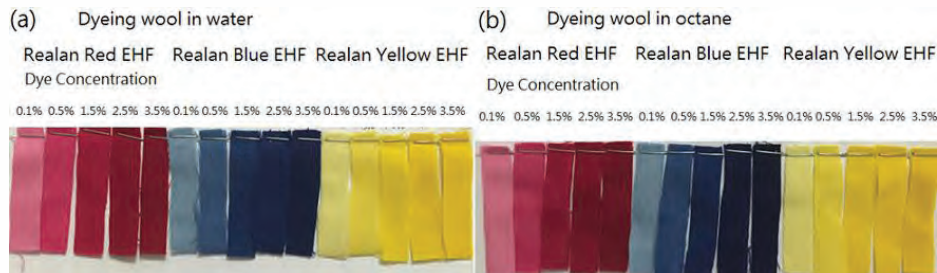 (a) Dyeing wool in water
Realan Red EHF Realan Blue EHF Realan Yellow EHF
Dye Concentration
0.1% 0.5% 1.5% 2.5% 3.5% 0.1% 0.5% 1.5% 2.5% 3.5% 0.1% 0.5% 1.5% 2.5% 3.5%
(b) Dyeing wool in octane
Realan Red EHF Realan Blue EHF Realan Yellow EHF
Dye Concentration
0.1% 0.5% 1.5% 2.5% 3.5% 0.1% 0.5% 1.5% 2.5% 3.5% 0.1% 0.5% 1.5% 2.5% 3.5%